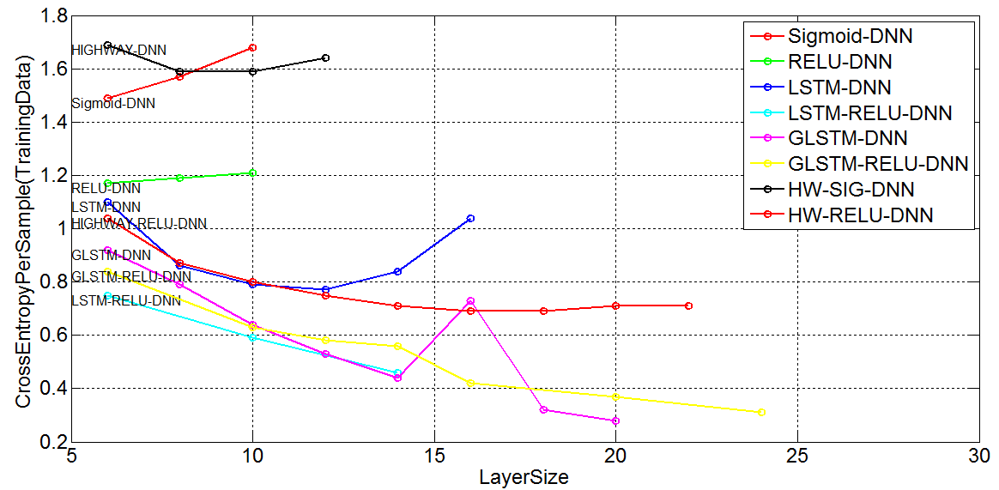 1.8
1.6
1.4
1.2
1
0.8
0.6
0.4
0.2
CrossEntropyPerSample(TrainingData)
HIGHWAY-DNN
Sigmoid-DNN
RELU-DNN
LSTM-DNN
HIGHWAY-RELU-DNN
GLSTM-DNN
GLSTM-RELU-DNN
LSTM-RELU-DNN
Sigmoid-DNN
RELU-DNN
LSTM-DNN
LSTM-RELU-DNN
GLSTM-DNN
GLSTM-RELU-DNN
HW-SIG-DNN
HW-RELU-DNN
5 10 15 20 25 30
LayerSize